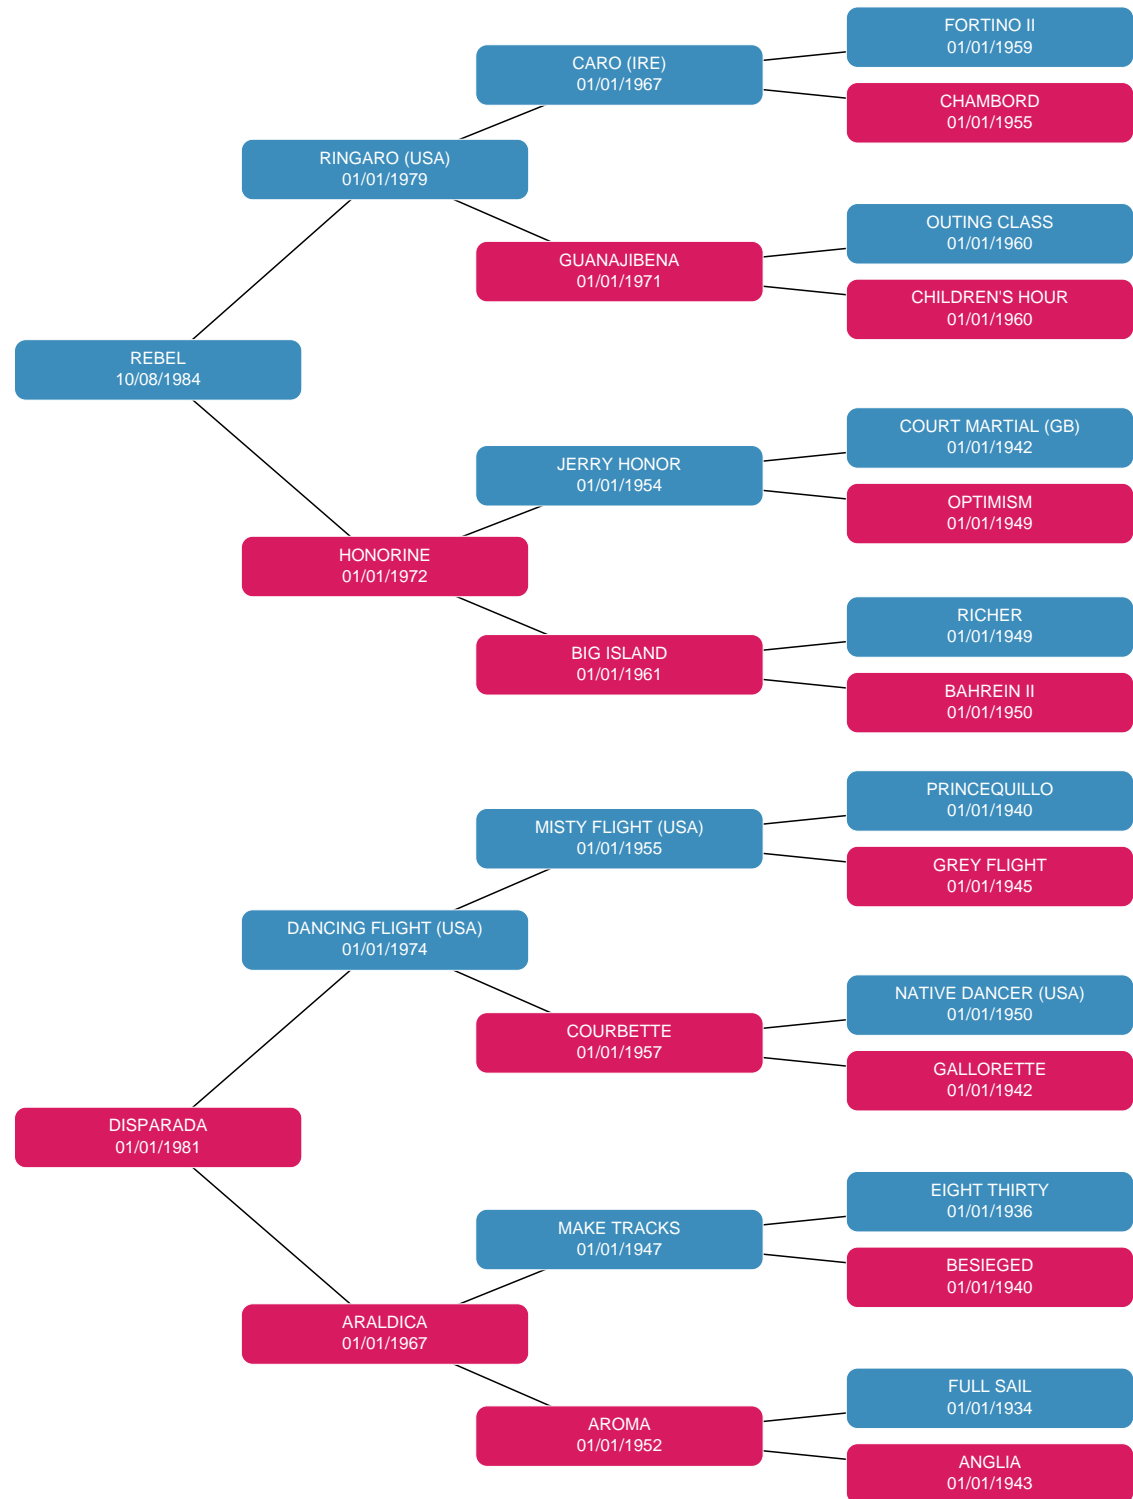 FORTINO II
01/01/1959
CARO (IRE)
01/01/1967
CHAMBORD
01/01/1955
RINGARO (USA)
01/01/1979
OUTING CLASS
01/01/1960
GUANAJIBENA
01/01/1971
CHILDREN'S HOUR
01/01/1960
REBEL
10/08/1984
COURT MARTIAL (GB)
01/01/1942
JERRY HONOR
01/01/1954
OPTIMISM
01/01/1949
HONORINE
01/01/1972
RICHER
01/01/1949
BIG ISLAND
01/01/1961
BAHREIN II
01/01/1950
PRINCEQUILLO
01/01/1940
MISTY FLIGHT (USA)
01/01/1955
GREY FLIGHT
01/01/1945
DANCING FLIGHT (USA)
01/01/1974
NATIVE DANCER (USA)
01/01/1950
COURBETTE
01/01/1957
GALLORETTE
01/01/1942
DISPARADA
01/01/1981
EIGHT THIRTY
01/01/1936
MAKE TRACKS
01/01/1947
BESIEGED
01/01/1940
ARALDICA
01/01/1967
FULL SAIL
01/01/1934
AROMA
01/01/1952
ANGLIA
01/01/1943